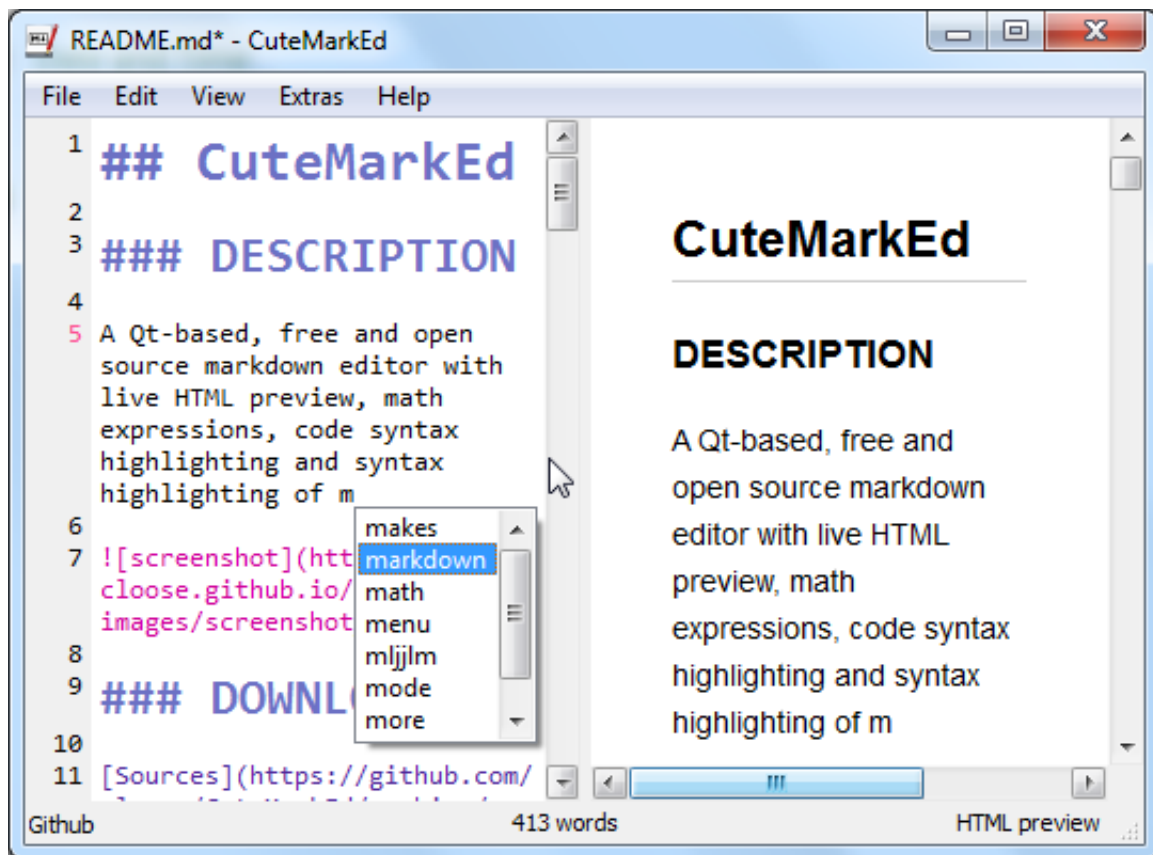 README.md* - CuteMarkEd
File Edit View Extras Help
1 ## CuteMarkEd
2
3 ### DESCRIPTION
4
5 A Qt-based, free and open
source markdown editor with
live HTML preview, math
expressions, code syntax
highlighting and syntax
highlighting of m
6
7 ![screenshot](htt
cloose.github.io/
images/screenshot
8
9 ### DOWNL
10
11 [Sources](https://github.com/
makes
markdown
math
menu
mljjlm
mode
more
CuteMarkEd
DESCRIPTION
A Qt-based, free and
open source markdown
editor with live HTML
preview, math
expressions, code syntax
highlighting and syntax
highlighting of m
Github 413 words HTML preview